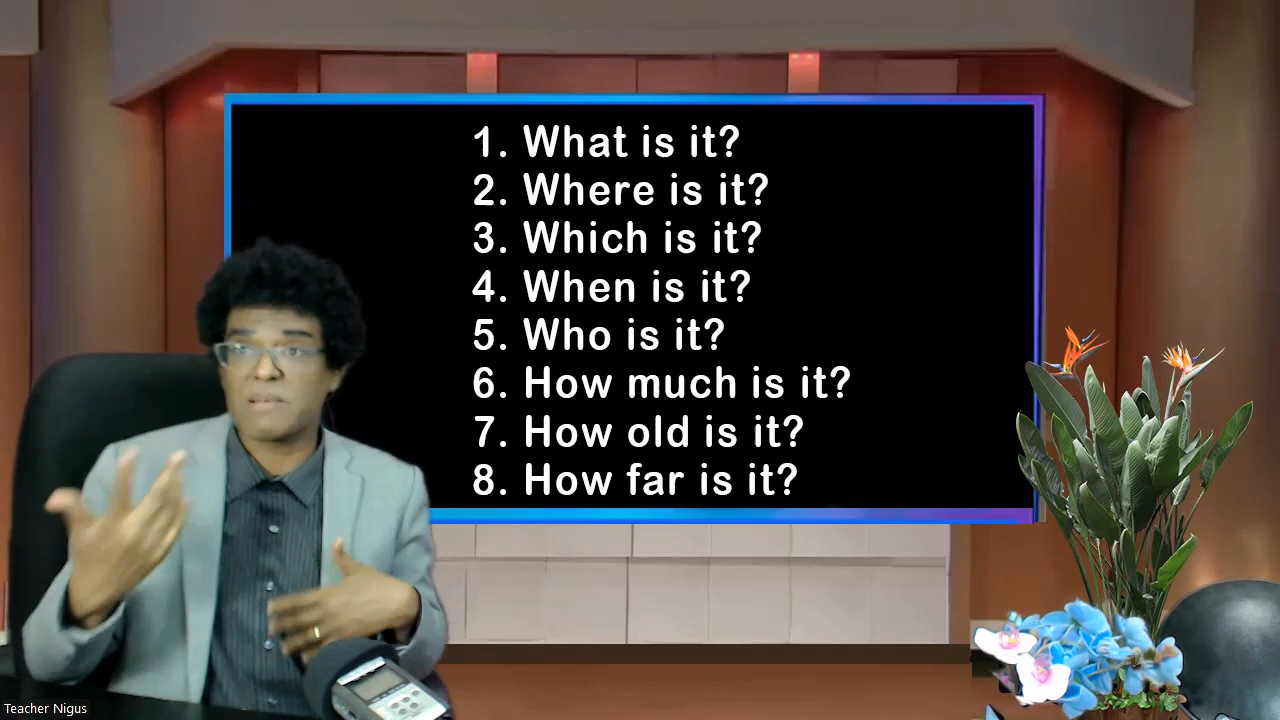 1. What is it?
2. Where is it?
3. Which is it?
4. When is it?
5. Who is it?
6. How much is it?
7. How old is it?
8. How far is it?
Teacher Nigus